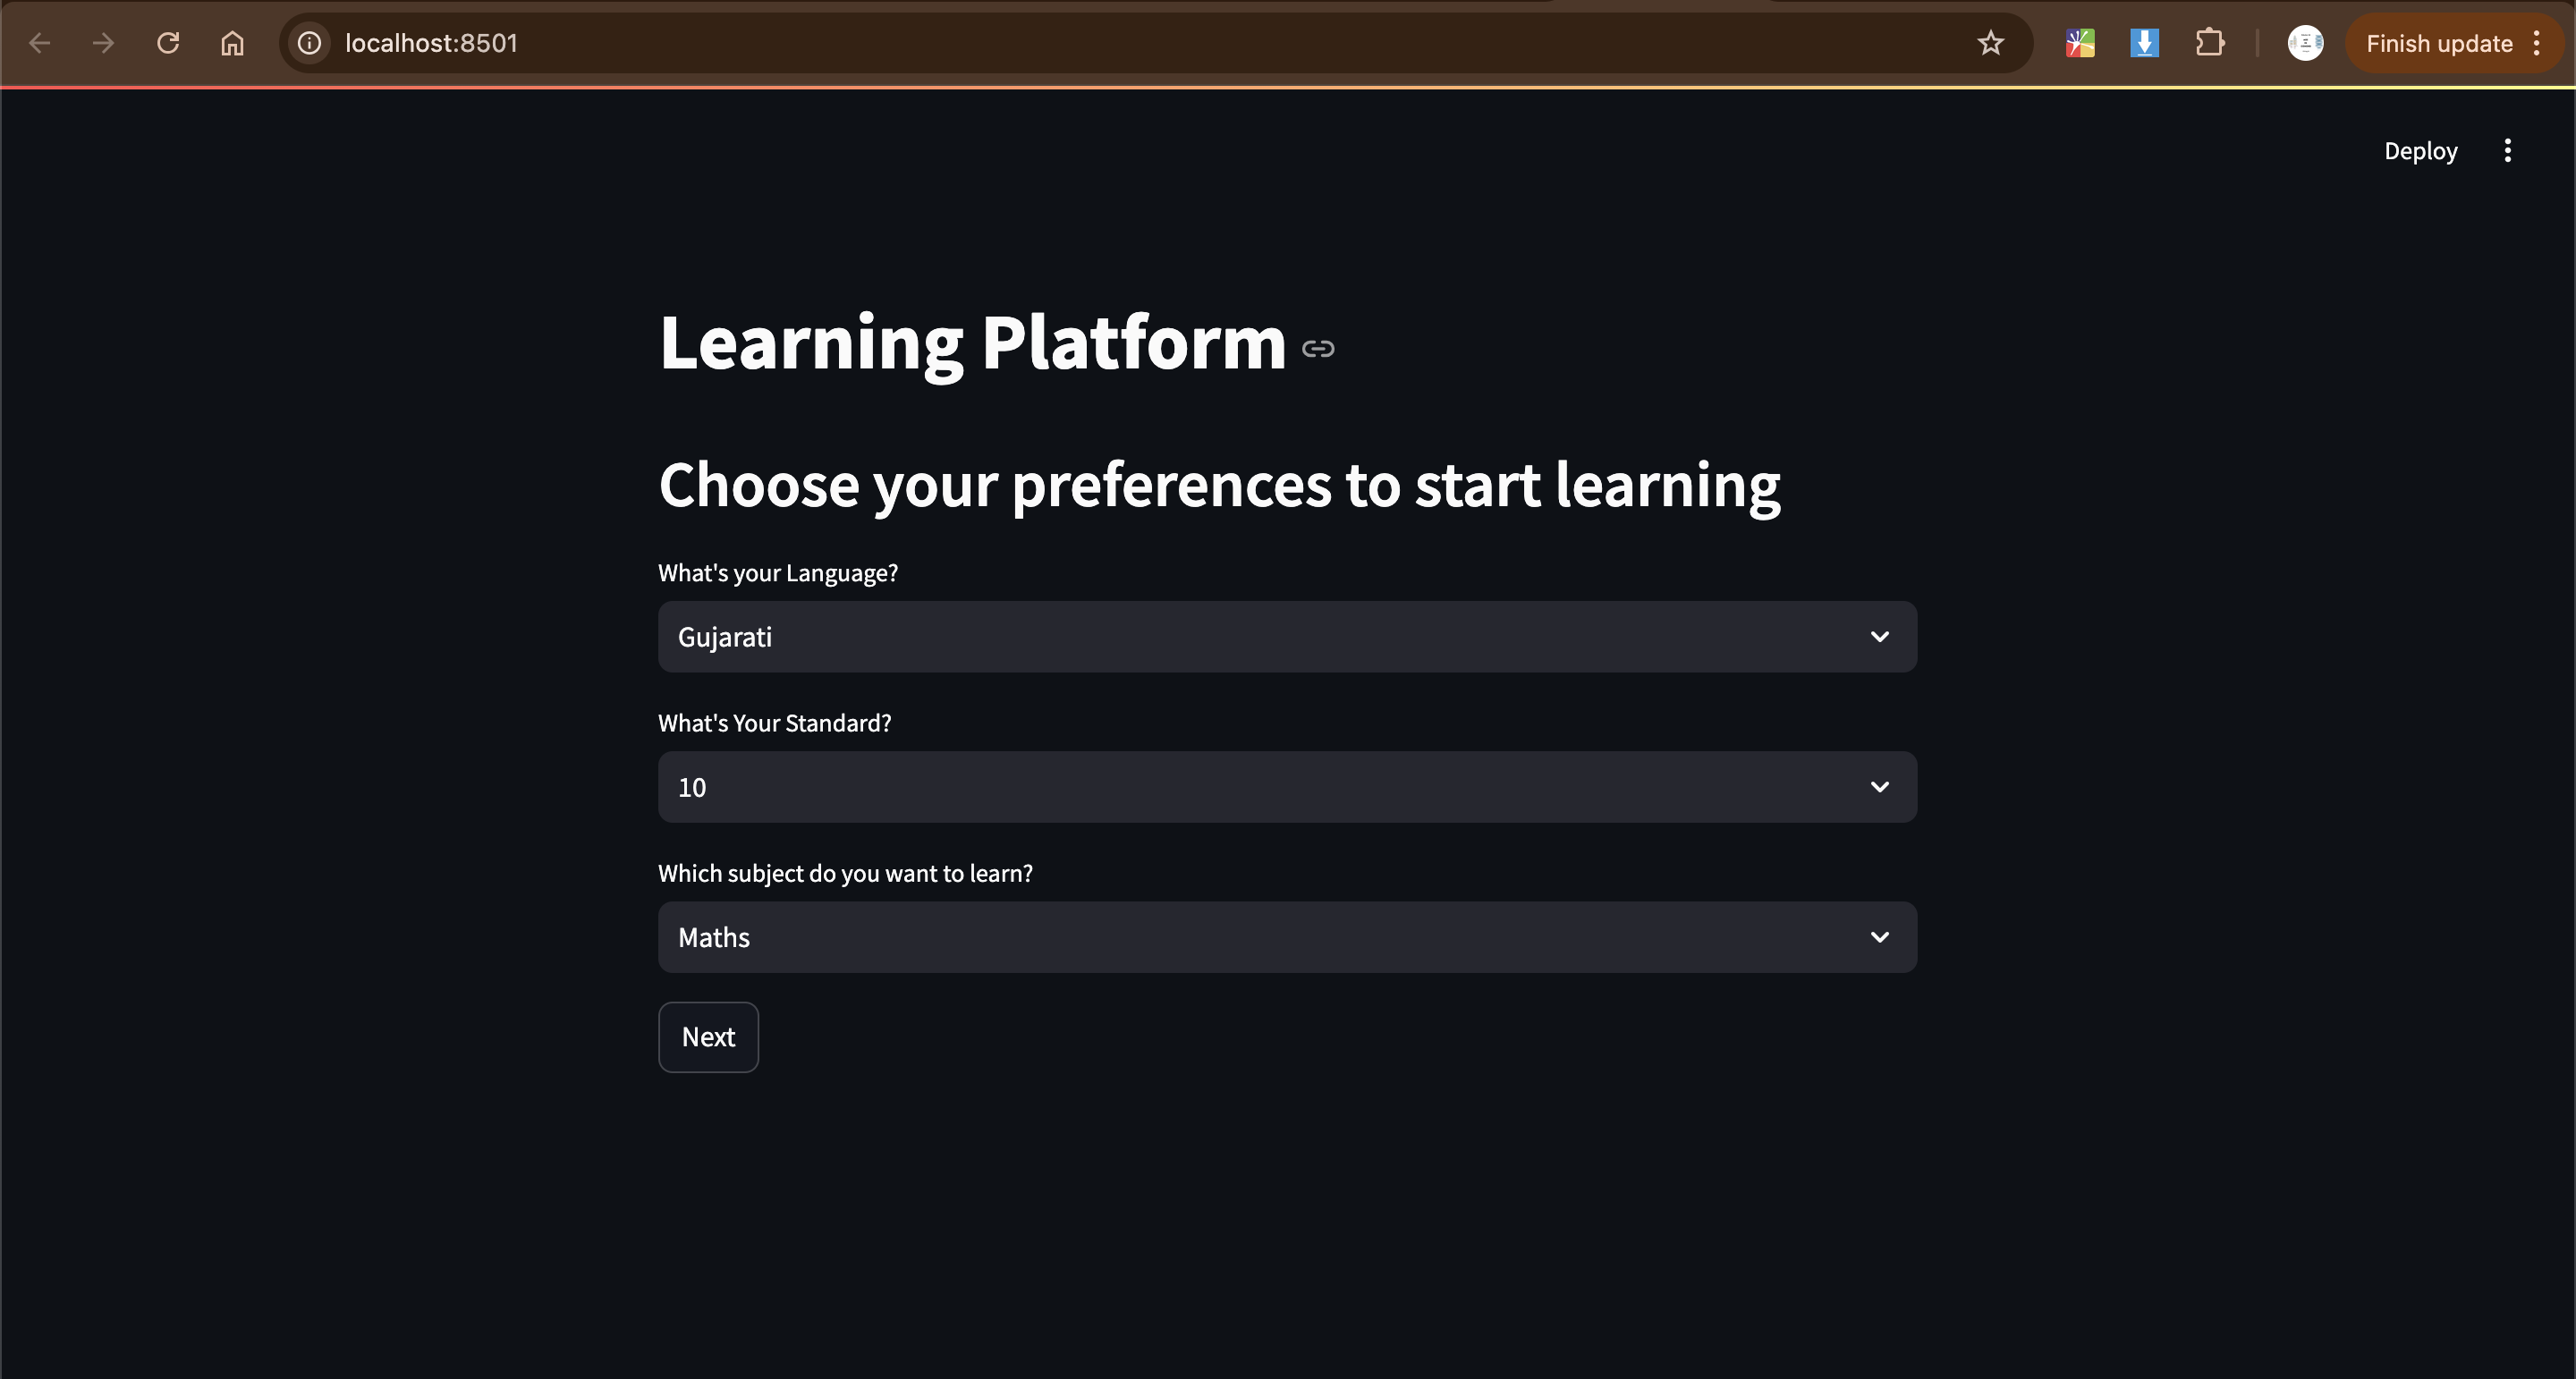 localhost:8501
Finish update
Deploy
Learning Platform
Choose your preferences to start learning
What's your Language?
Gujarati
What's Your Standard?
10
Which subject do you want to learn?
Maths
Next